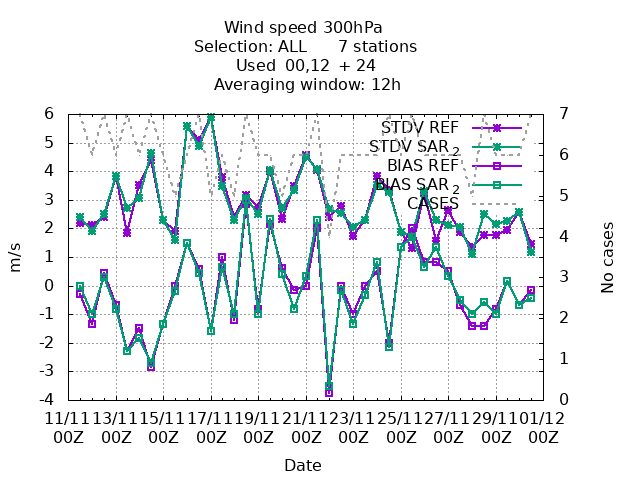 Wind speed 300hPa
Selection: ALL 7 stations
Used 00,12 + 24
Averaging window: 12h
6
5
4
3
2
1
0
-1
-2
-3
-4
m/s
7
6
5
4
3
2
1
0
No cases
STDV REF
STDV SAR 2
BIAS REF
BIAS SAR 2
CASES
11/11 13/11 15/11 17/11 19/11 21/11 23/11 25/11 27/11 29/11 01/12
00Z 00Z 00Z 00Z 00Z 00Z 00Z 00Z 00Z 00Z 00Z
Date